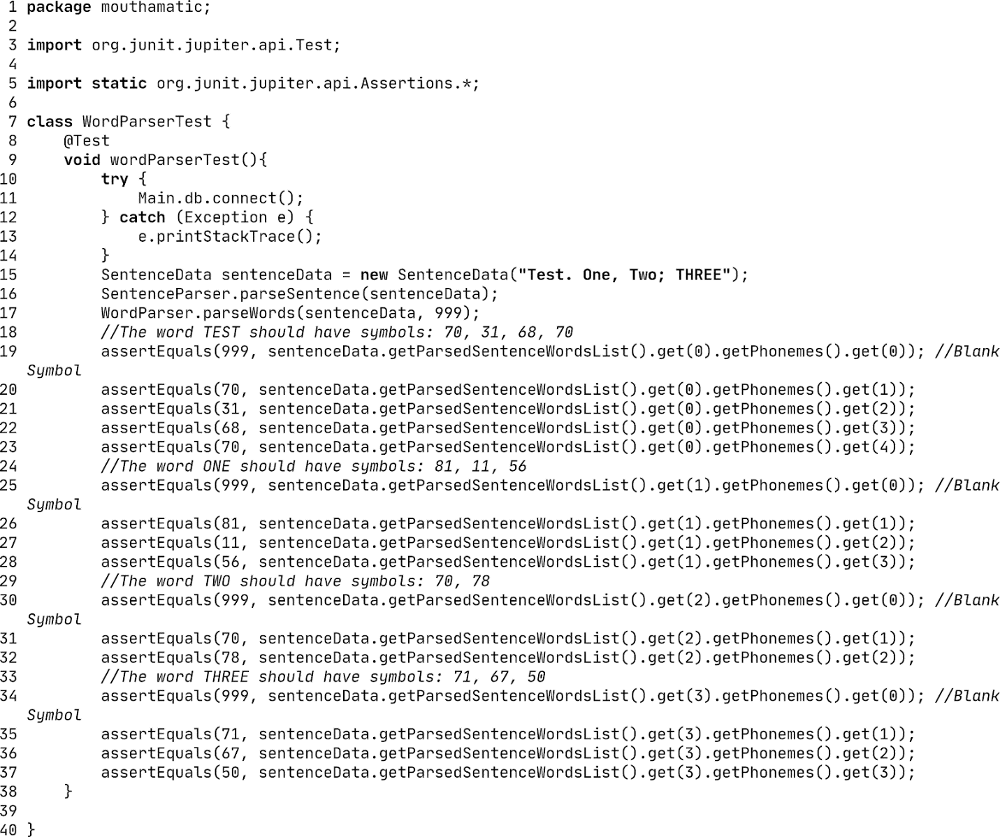 1 package mouthamatic;
2
3 import org.junit.jupiter.api.Test;
4
5 import static org.junit.jupiter.api.Assertions.*;
6
7 class WordParserTest {
8     @Test
9     void wordParserTest(){
10         try {
11             Main.db.connect();
12         } catch (Exception e) {
13             e.printStackTrace();
14         }
15         SentenceData sentenceData = new SentenceData("Test. One, Two; THREE");
16         SentenceParser.parseSentence(sentenceData);
17         WordParser.parseWords(sentenceData, 999);
18         //The word TEST should have symbols: 70, 31, 68, 70
19         assertEquals(999, sentenceData.getParsedSentenceWordsList().get(0).getPhonemes().get(0)); //Blank
Symbol
20         assertEquals(70, sentenceData.getParsedSentenceWordsList().get(0).getPhonemes().get(1));
21         assertEquals(31, sentenceData.getParsedSentenceWordsList().get(0).getPhonemes().get(2));
22         assertEquals(68, sentenceData.getParsedSentenceWordsList().get(0).getPhonemes().get(3));
23         assertEquals(70, sentenceData.getParsedSentenceWordsList().get(0).getPhonemes().get(4));
24         //The word ONE should have symbols: 81, 11, 56
25         assertEquals(999, sentenceData.getParsedSentenceWordsList().get(1).getPhonemes().get(0)); //Blank
Symbol
26         assertEquals(81, sentenceData.getParsedSentenceWordsList().get(1).getPhonemes().get(1));
27         assertEquals(11, sentenceData.getParsedSentenceWordsList().get(1).getPhonemes().get(2));
28         assertEquals(56, sentenceData.getParsedSentenceWordsList().get(1).getPhonemes().get(3));
29         //The word TWO should have symbols: 70, 78
30         assertEquals(999, sentenceData.getParsedSentenceWordsList().get(2).getPhonemes().get(0)); //Blank
Symbol
31         assertEquals(70, sentenceData.getParsedSentenceWordsList().get(2).getPhonemes().get(1));
32         assertEquals(78, sentenceData.getParsedSentenceWordsList().get(2).getPhonemes().get(2));
33         //The word THREE should have symbols: 71, 67, 50
34         assertEquals(999, sentenceData.getParsedSentenceWordsList().get(3).getPhonemes().get(0)); //Blank
Symbol
35         assertEquals(71, sentenceData.getParsedSentenceWordsList().get(3).getPhonemes().get(1));
36         assertEquals(67, sentenceData.getParsedSentenceWordsList().get(3).getPhonemes().get(2));
37         assertEquals(50, sentenceData.getParsedSentenceWordsList().get(3).getPhonemes().get(3));
38     }
39
40 }